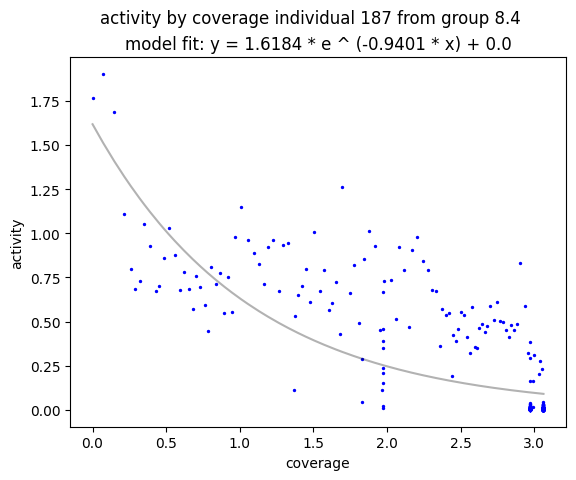 activity by coverage individual 187 from group 8.4
model fit: y = 1.6184 * e ^ (-0.9401 * x) + 0.0
1.75
1.50
1.25
1.00
0.75
0.50
0.25
0.00
activity
0.0 0.5 1.0 1.5 2.0 2.5 3.0
coverage